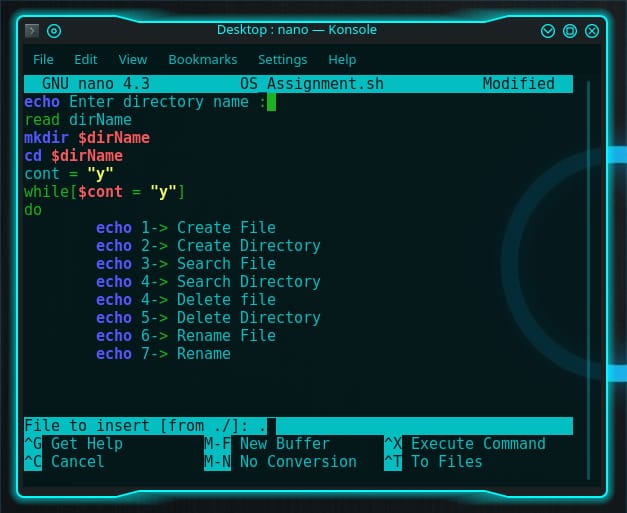 Desktop : nano — Konsole
File Edit View Bookmarks Settings Help
GNU nano 4.3 OS_Assignment.sh Modified
echo Enter directory name :
read dirName
mkdir $dirName
cd $dirName
cont = "y"
while[$cont = "y"]
do
echo 1-> Create File
echo 2-> Create Directory
echo 3-> Search File
echo 4-> Search Directory
echo 4-> Delete file
echo 5-> Delete Directory
echo 6-> Rename File
echo 7-> Rename
File to insert [from ./]: .
^G Get Help M-F New Buffer ^X Execute Command
^C Cancel M-N No Conversion ^T To Files